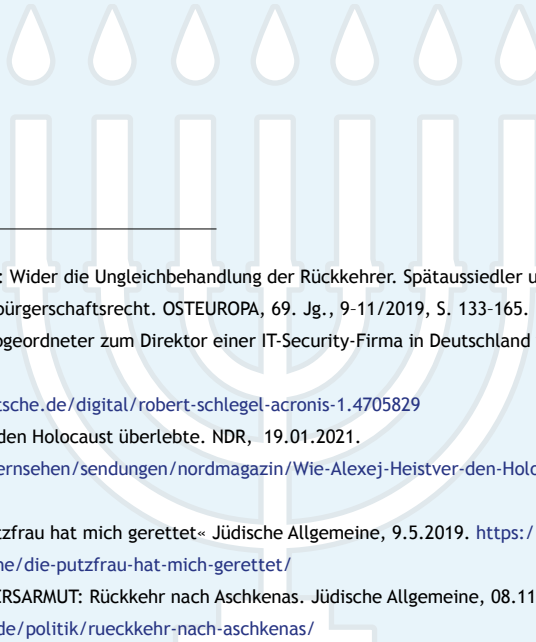 : Wider die Ungleichbehandlung der Rückkehrer. Spätaussiedler u
bürgerschaftsrecht. OSTEUROPA, 69. Jg., 9–11/2019, S. 133–165.
ogeordneter zum Direktor einer IT-Security-Firma in Deutschland
tsche.de/digital/robert-schlegel-acronis-1.4705829
den Holocaust überlebte. NDR, 19.01.2021.
ernsehen/sendungen/nordmagazin/Wie-Alexej-Heistver-den-Holo
tzfrau hat mich gerettet« Jüdische Allgemeine, 9.5.2019. https:/
ne/die-putzfrau-hat-mich-gerettet/
ERSARMUT: Rückkehr nach Aschkenas. Jüdische Allgemeine, 08.11
de/politik/rueckkehr-nach-aschkenas/